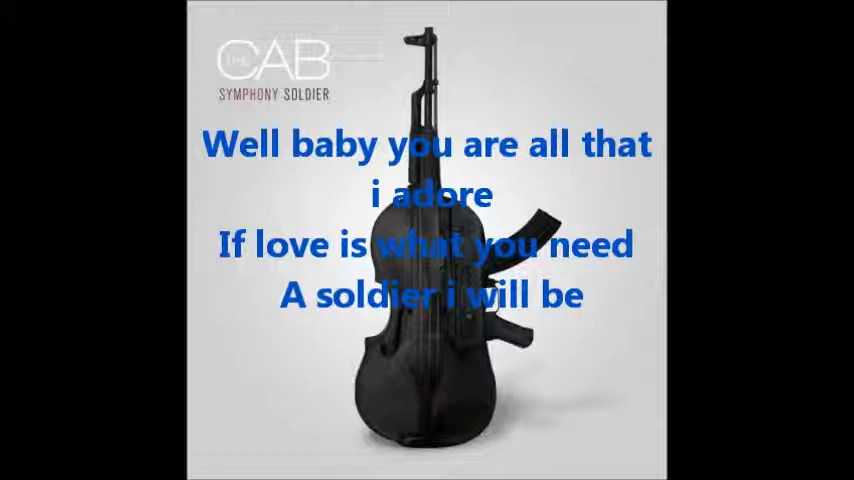 THE
CAB
SYMPHONY SOLDIER
Well baby you are all that
i adore
If love is what you need
A soldier i will be